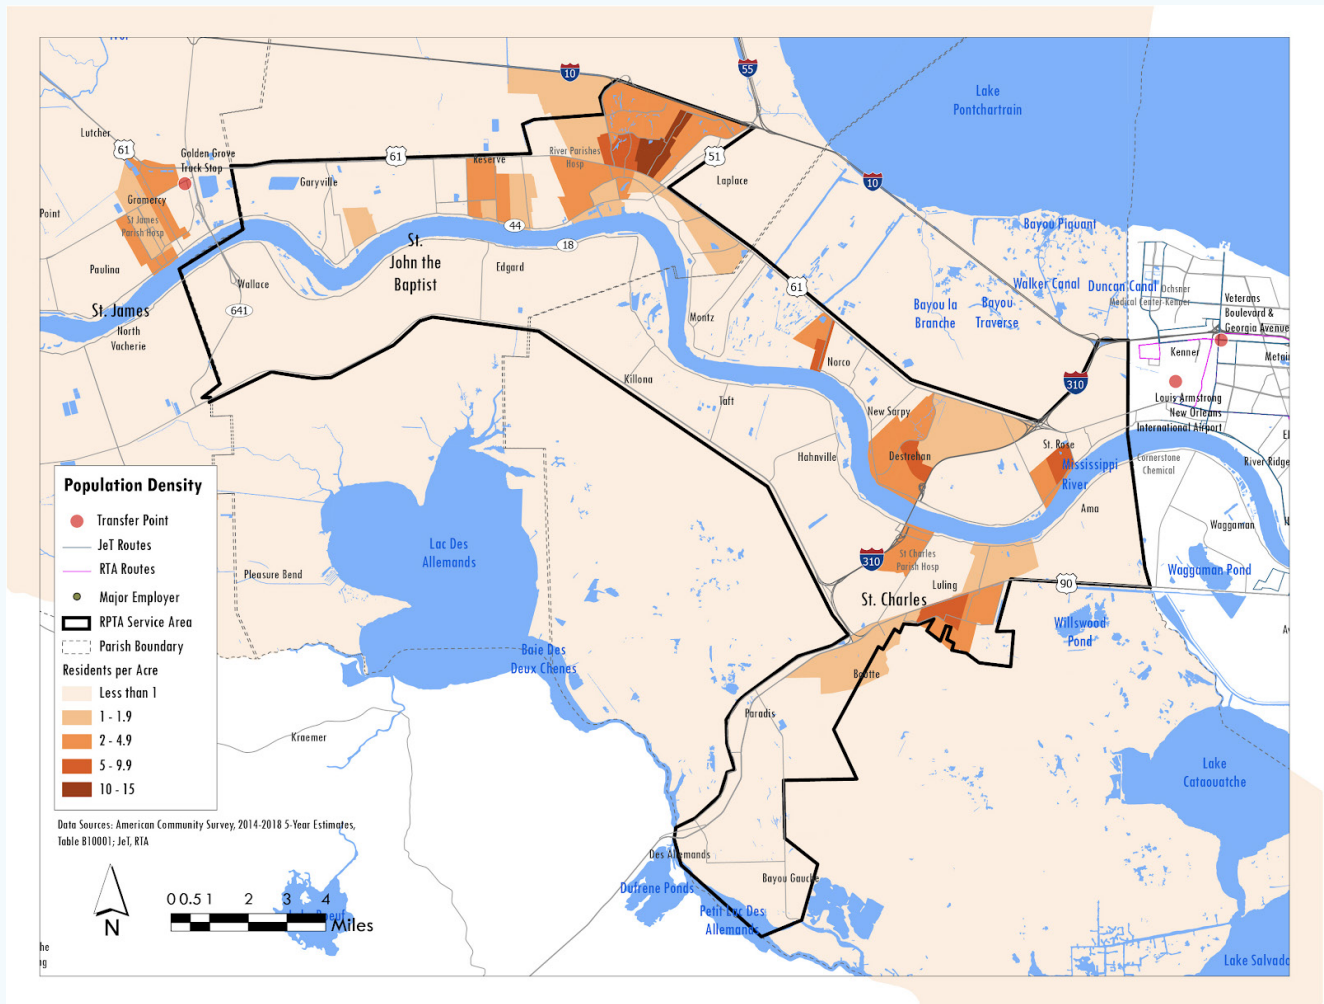 10
55
Lake
Pontchartrain
Lutcher
61
Golden Grove
Truck Stop
61
Reserve
River Parishes
Hosp
51
Laplace
10
Garyville
Point
Gramercy
St James
Parish Hosp
44
18
Bayou Piquant
St.
John the
Baptist
Paulina
Edgard
Wallace
61
Walker Canal
Duncan Canal
Ochsner
Medical Center-Kenner
Veterans
Boulevard &
Georgia Avenue
St. James
641
North
Vacherie
Montz
Bayou la
Branche
Bayou
Traverse
Kenner
Norco
Killona
310
Taft
Louis Armstrong
New Orleans
International Airport
New Sarpy
Hahnville
Destrehan
St. Rose
Mississippi
River
Cornerstone
Chemical
River Ridge
Ama
Waggaman
Population Density
Transfer Point
JeT Routes
RTA Routes
Major Employer
RPTA Service Area
Parish Boundary
Residents per Acre
Less than 1
1 - 1.9
2 - 4.9
5 - 9.9
10 - 15
Lac Des
Allemands
Pleasure Bend
310
St Charles
Parish Hosp
Luling
90
Waggaman Pond
St. Charles
Willswood
Pond
Baie Des
Deux Chenes
Boutte
Paradis
Kraemer
Lake
Cataouatche
Data Sources: American Community Survey, 2014-2018 5-Year Estimates,
Table B10001; JeT, RTA
Des Allemands
Bayou Gauche
Dufrene Ponds
Petit Lac Des
Allemands
N
0 0.5 1 2 3 4
Miles
Lake Salvado